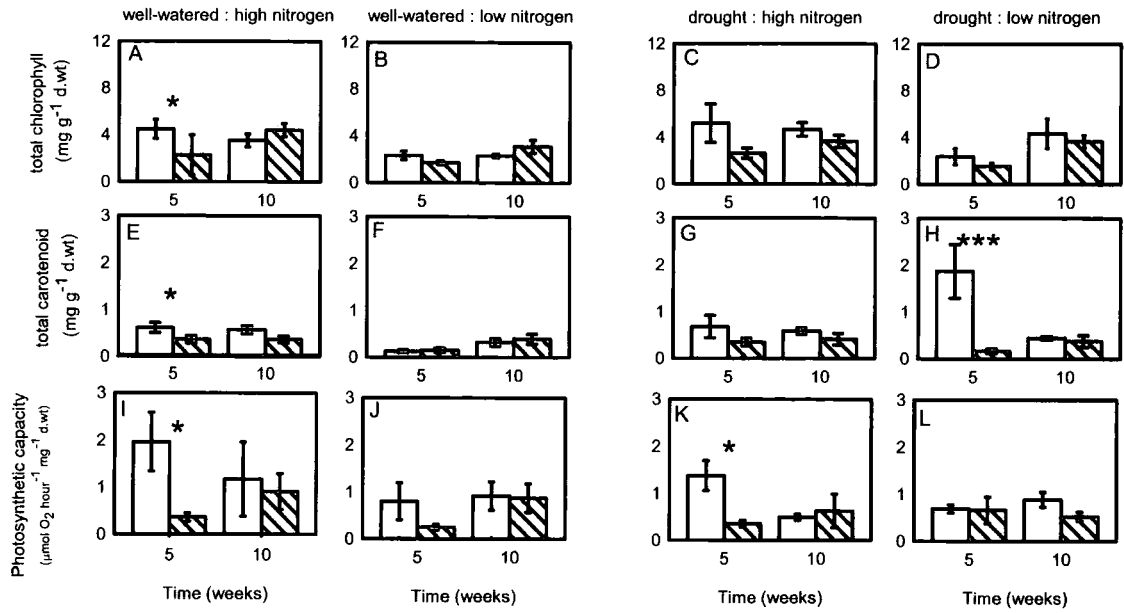 well-watered : high nitrogen well-watered : low nitrogen drought : high nitrogen drought : low nitrogen
total chlorophyll
(mg g⁻¹ d.wt)
12 A 12 B 12 C 12 D
8 8 8 8
* 
4 4 4 4
0 0 0 0
5 10 5 10 5 10 5 10
total carotenoid
(mg g⁻¹ d.wt)
3 E 3 F 3 G 3 H ***
2 2 2 2
*
1 1 1 1
0 0 0 0
5 10 5 10 5 10 5 10
Photosynthetic capacity
(µmol O₂ hour⁻¹ mg⁻¹ d.wt)
3 I 3 J 3 K 3 L
2 * 2 2 * 2
1 1 1 1
0 0 0 0
5 10 5 10 5 10 5 10
Time (weeks) Time (weeks) Time (weeks) Time (weeks)